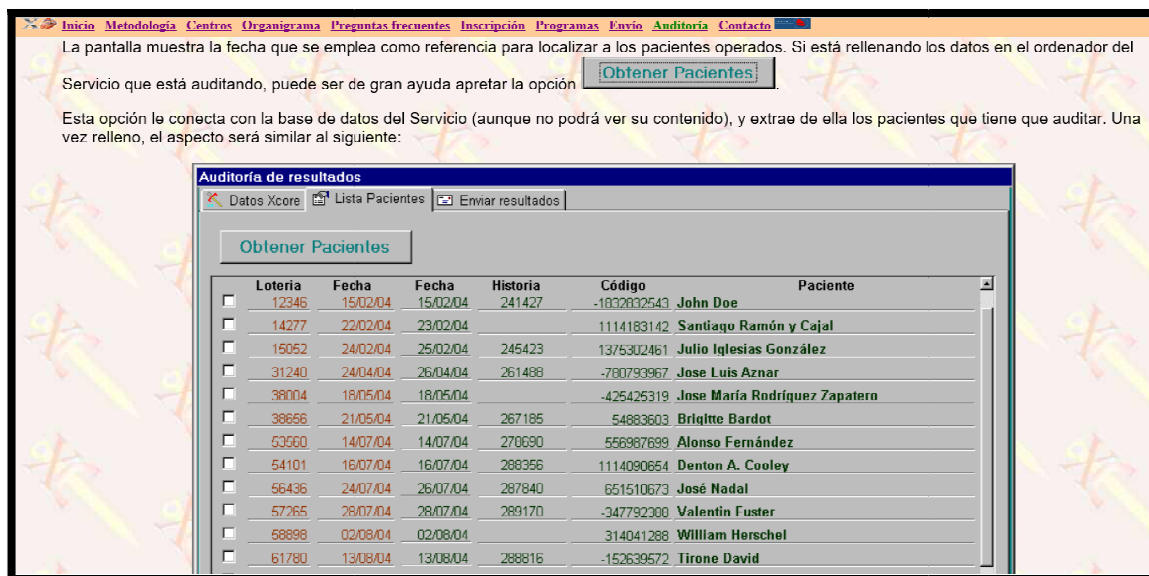 Inicio Metodología Centros Organigrama Preguntas frecuentes Inscripción Programas Envío Auditoría Contacto
La pantalla muestra la fecha que se emplea como referencia para localizar a los pacientes operados. Si está rellenando los datos en el ordenador del
Servicio que está auditando, puede ser de gran ayuda apretar la opción Obtener Pacientes.
Esta opción le conecta con la base de datos del Servicio (aunque no podrá ver su contenido), y extrae de ella los pacientes que tiene que auditar. Una
vez relleno, el aspecto será similar al siguiente:
Auditoría de resultados
Datos Xcore Lista Pacientes Enviar resultados
Obtener Pacientes
Loteria Fecha Fecha Historia Código Paciente
12346 15/02/04 15/02/04 241427 -1832832543 John Doe
14277 22/02/04 23/02/04 1114183142 Santiago Ramón y Cajal
15052 24/02/04 25/02/04 245423 1375302461 Julio Iglesias González
31240 24/04/04 26/04/04 261488 -780793967 Jose Luis Aznar
38004 18/05/04 18/05/04 -425425319 Jose María Rodríguez Zapatero
38656 21/05/04 21/05/04 267185 54883603 Brigitte Bardot
53560 14/07/04 14/07/04 278690 556987699 Alonso Fernández
54101 16/07/04 16/07/04 288356 1114090654 Denton A. Cooley
56436 24/07/04 26/07/04 287840 651510673 José Nadal
57265 28/07/04 28/07/04 289170 -347792308 Valentin Fuster
58898 02/08/04 02/08/04 314041288 William Herschel
61780 13/08/04 13/08/04 288816 -152639572 Tirone David